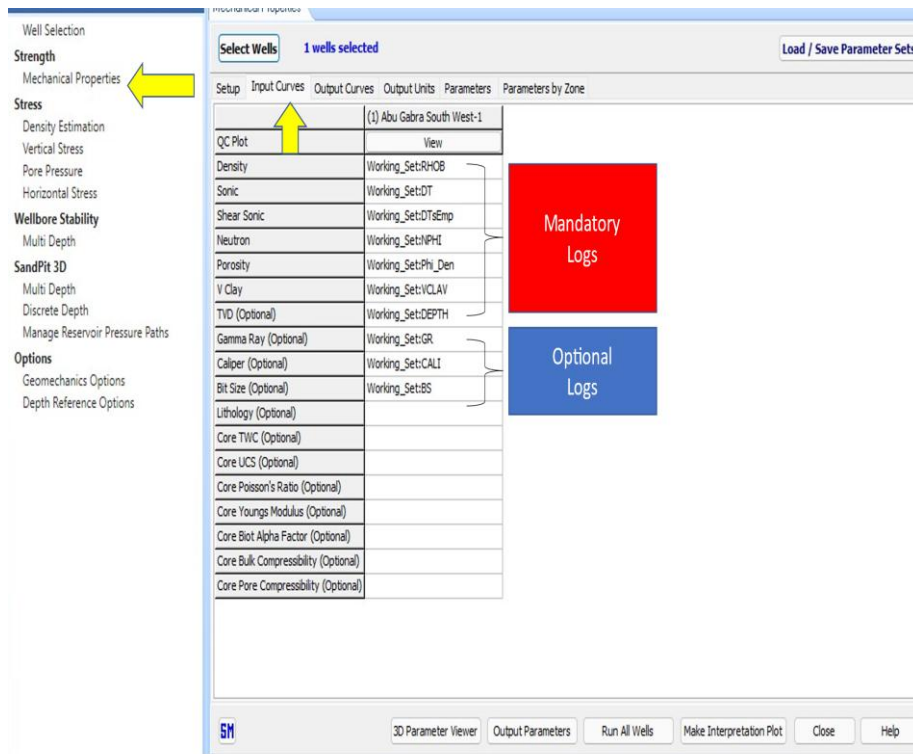 Mechanical Properties
Well Selection
Strength
Mechanical Properties
Stress
Density Estimation
Vertical Stress
Pore Pressure
Horizontal Stress
Wellbore Stability
Multi Depth
SandPit 3D
Multi Depth
Discrete Depth
Manage Reservoir Pressure Paths
Options
Geomechanics Options
Depth Reference Options
Select Wells 1 wells selected Load / Save Parameter Sets
Setup Input Curves Output Curves Output Units Parameters Parameters by Zone
(1) Abu Gabra South West-1
QC Plot View
Density Working_Set:RHOB
Sonic Working_Set:DT
Shear Sonic Working_Set:DTsEmp
Neutron Working_Set:NPHI
Porosity Working_Set:Phi_Den
V Clay Working_Set:VCLAV
TVD (Optional) Working_Set:DEPTH
Gamma Ray (Optional) Working_Set:GR
Caliper (Optional) Working_Set:CALI
Bit Size (Optional) Working_Set:BS
Lithology (Optional)
Core TWC (Optional)
Core UCS (Optional)
Core Poisson's Ratio (Optional)
Core Youngs Modulus (Optional)
Core Biot Alpha Factor (Optional)
Core Bulk Compressibility (Optional)
Core Pore Compressibility (Optional)
Mandatory
Logs
Optional
Logs
SM 3D Parameter Viewer Output Parameters Run All Wells Make Interpretation Plot Close Help